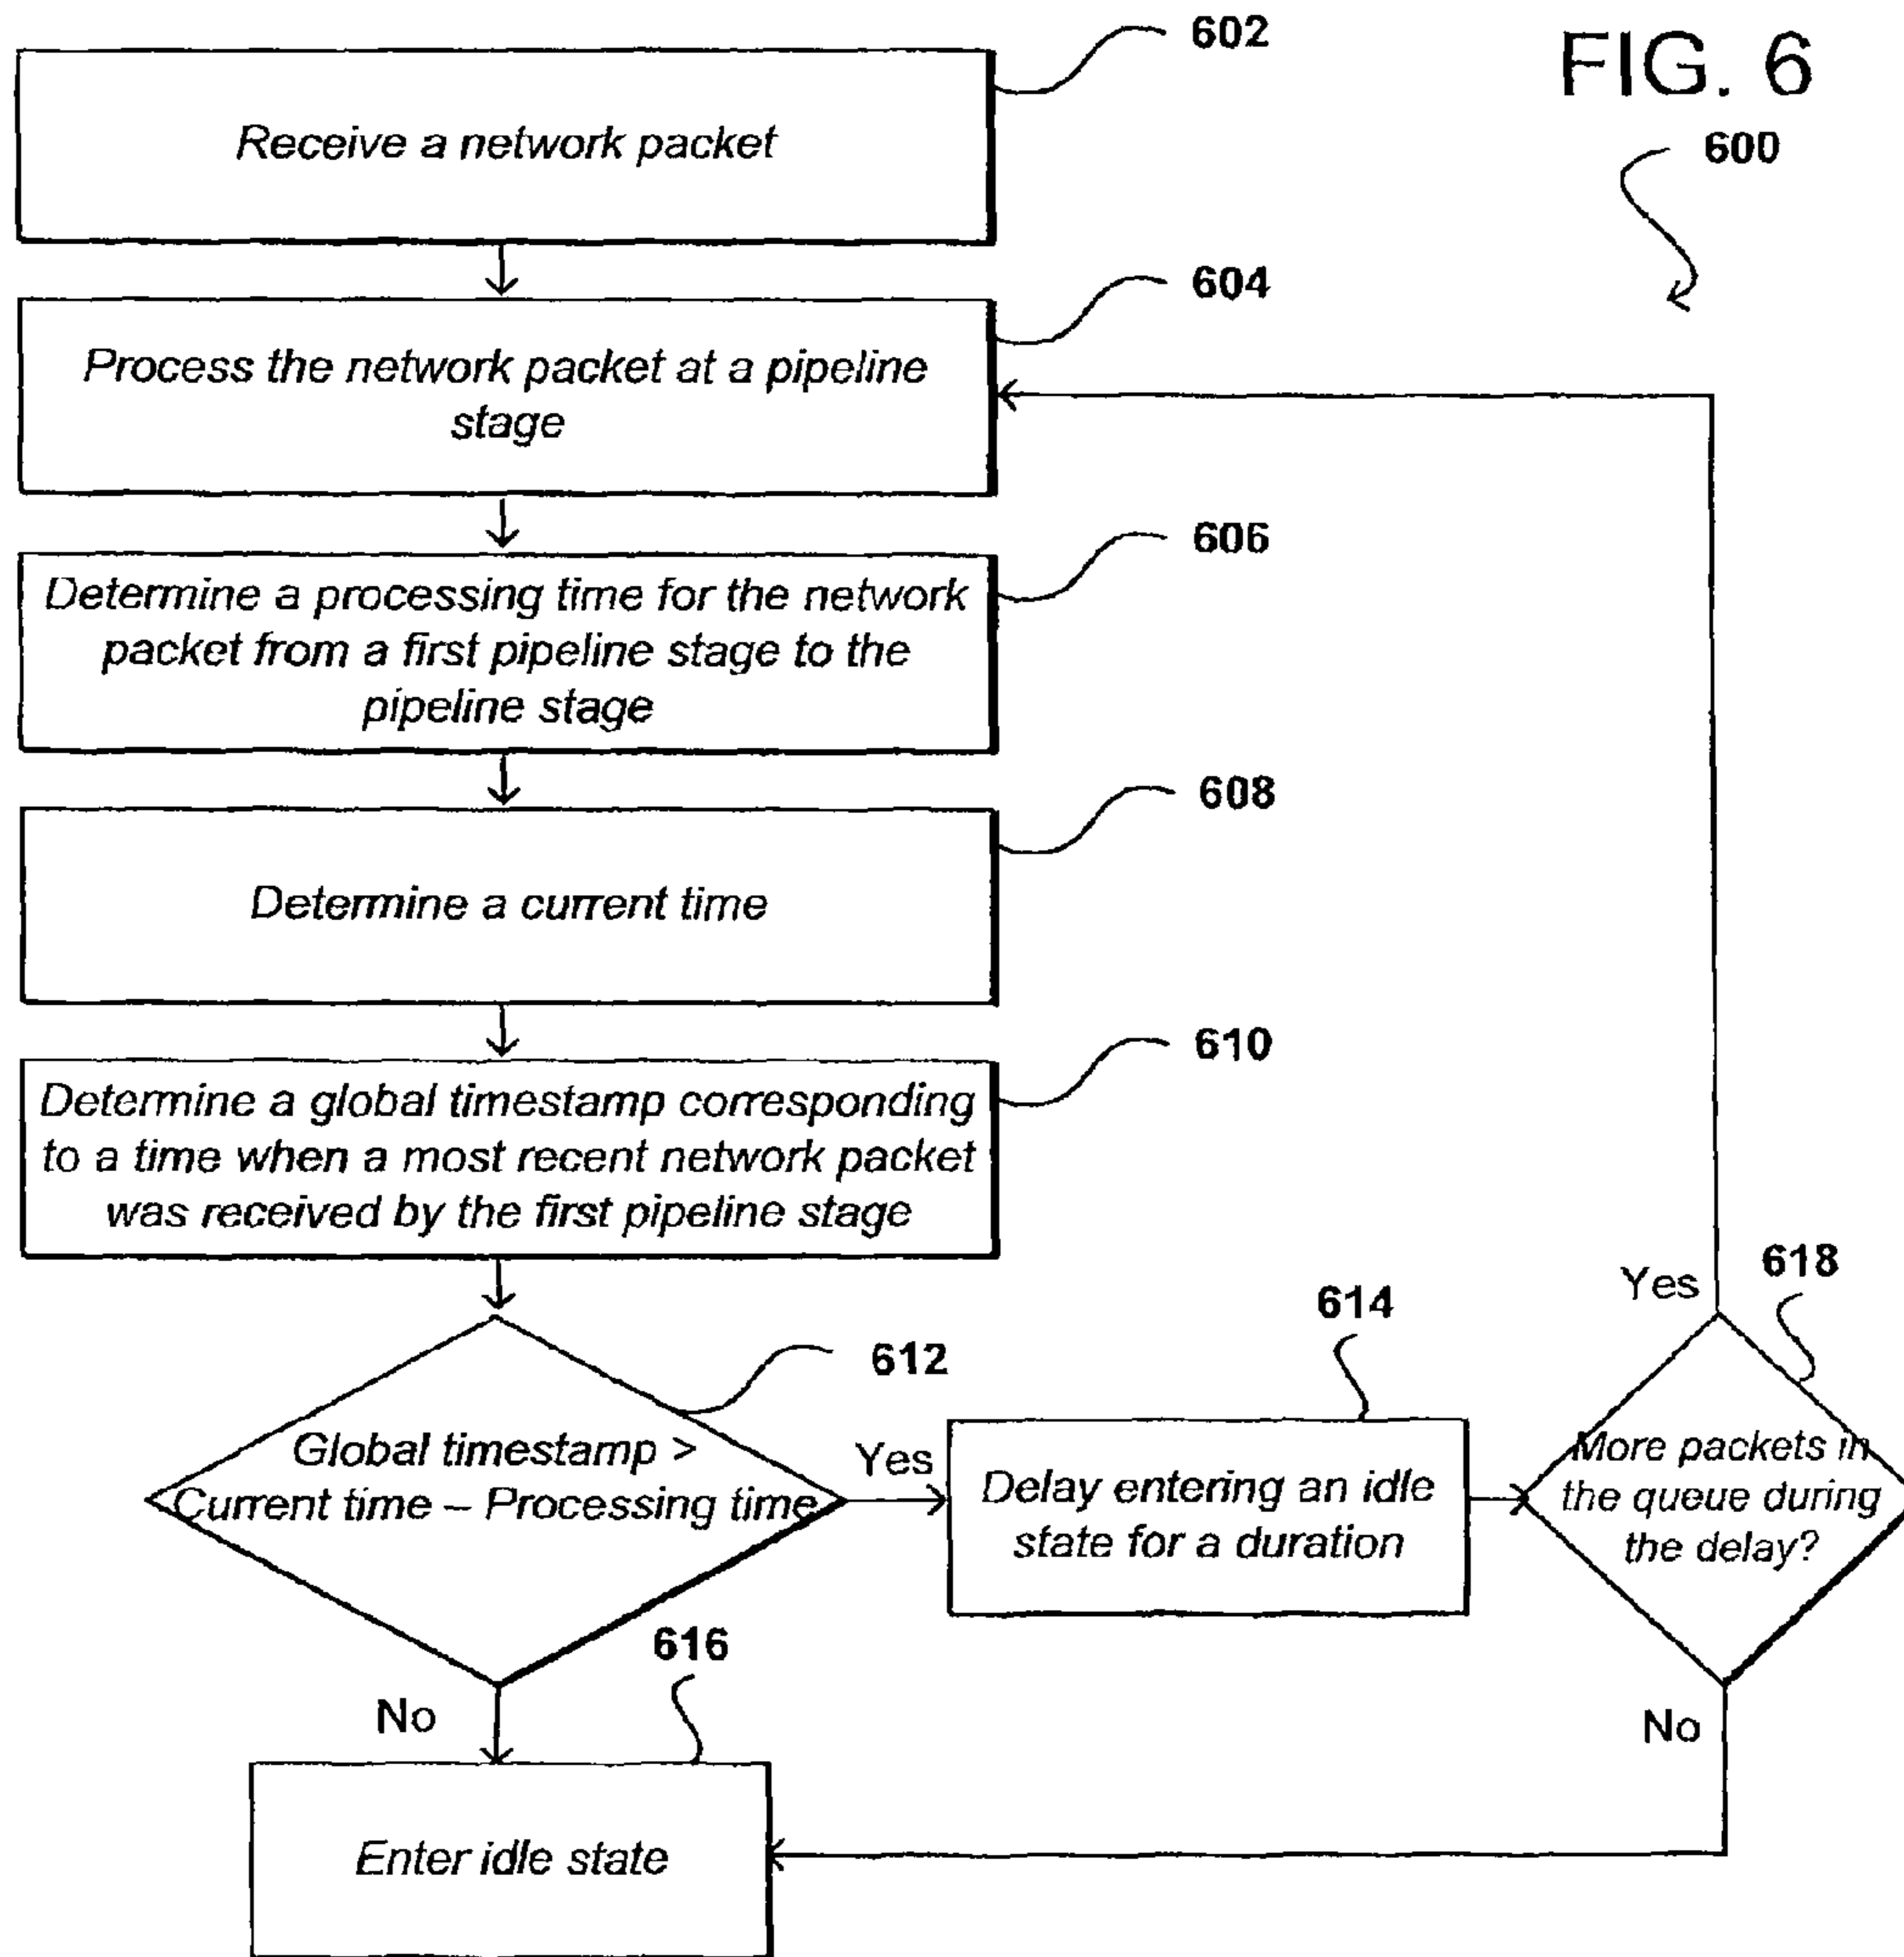 FIG. 6
600
602
Receive a network packet
604
Process the network packet at a pipeline
stage
606
Determine a processing time for the network
packet from a first pipeline stage to the
pipeline stage
608
Determine a current time
610
Determine a global timestamp corresponding
to a time when a most recent network packet
was received by the first pipeline stage
612
Global timestamp >
Current time – Processing time
Yes
No
614
Delay entering an idle
state for a duration
618
More packets in
the queue during
the delay?
Yes
No
616
Enter idle state